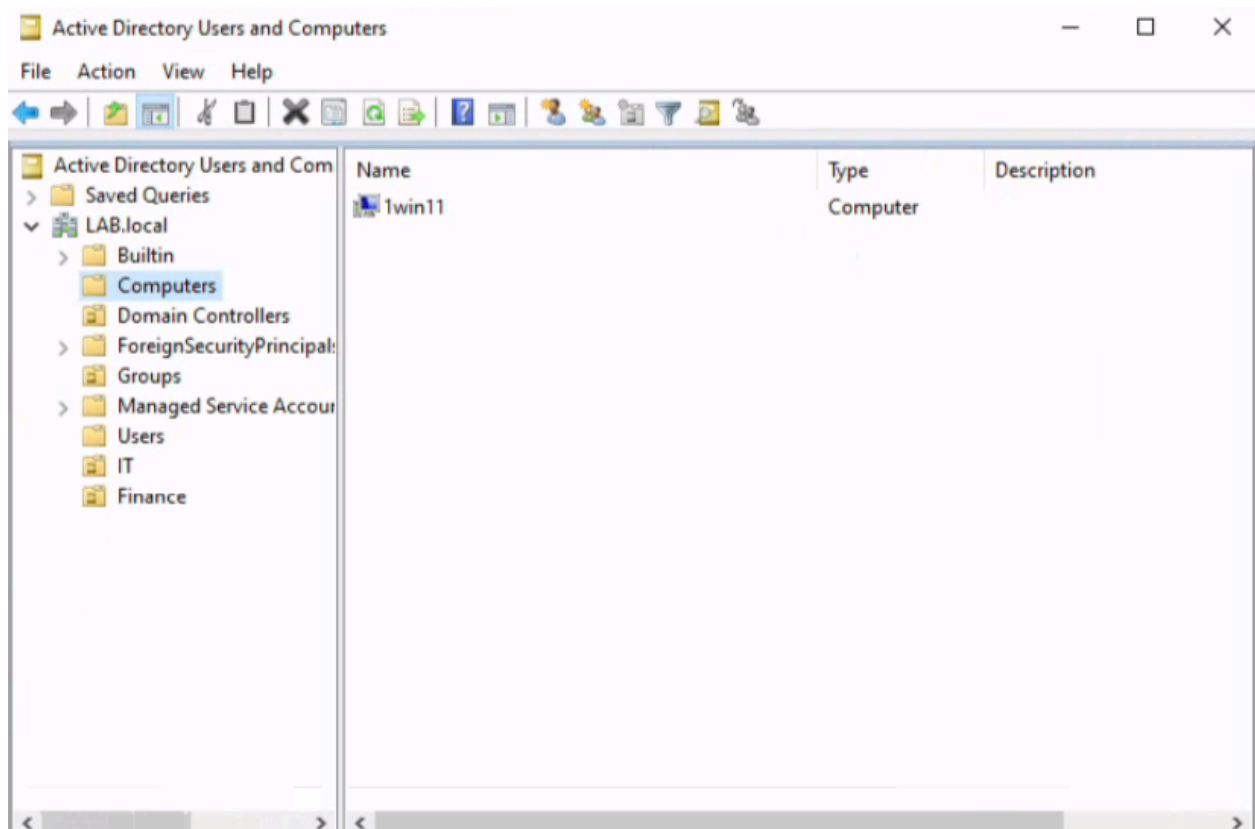 Active Directory Users and Computers
File Action View Help
Active Directory Users and Com
Saved Queries
LAB.local
Builtin
Computers
Domain Controllers
ForeignSecurityPrincipals
Groups
Managed Service Accour
Users
IT
Finance
Name Type Description
1win11 Computer